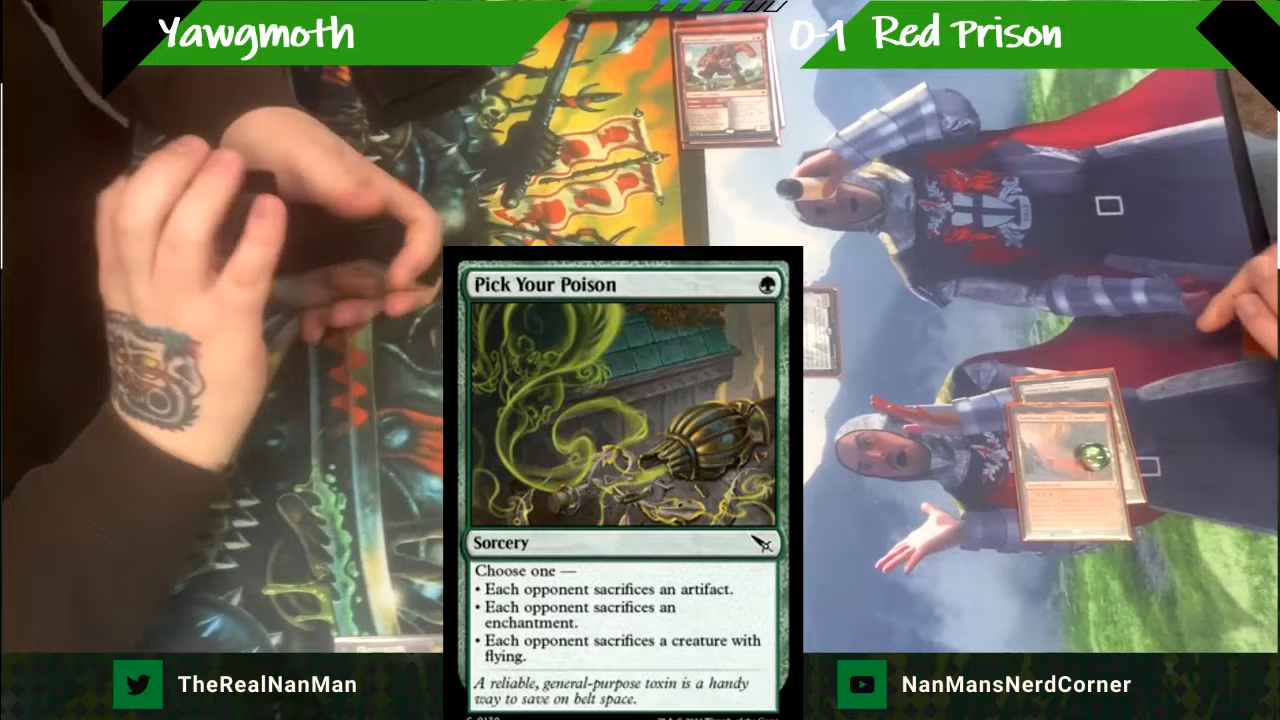 Yawgmoth
0-1 Red Prison
Pick Your Poison
Sorcery
Choose one —
• Each opponent sacrifices an artifact.
• Each opponent sacrifices an
enchantment.
• Each opponent sacrifices a creature with
flying.
A reliable, general-purpose toxin is a handy
way to save on belt space.
TheRealNanMan
NanMansNerdCorner